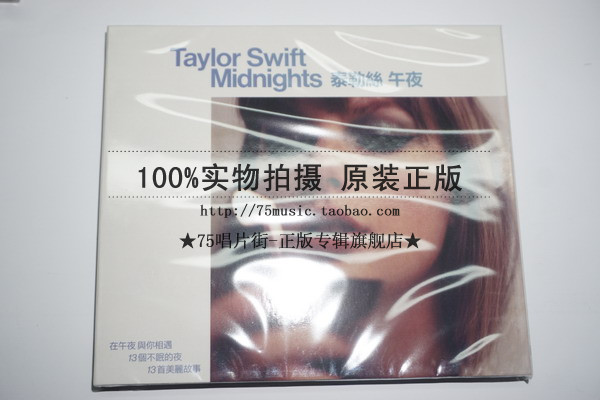 Taylor Swift
Midnights 泰勒絲 午夜
100%实物拍摄 原装正版
http://75music.taobao.com
★75唱片街-正版专辑旗舰店★
在午夜 與你相遇
13個不眠的夜
13首美麗故事